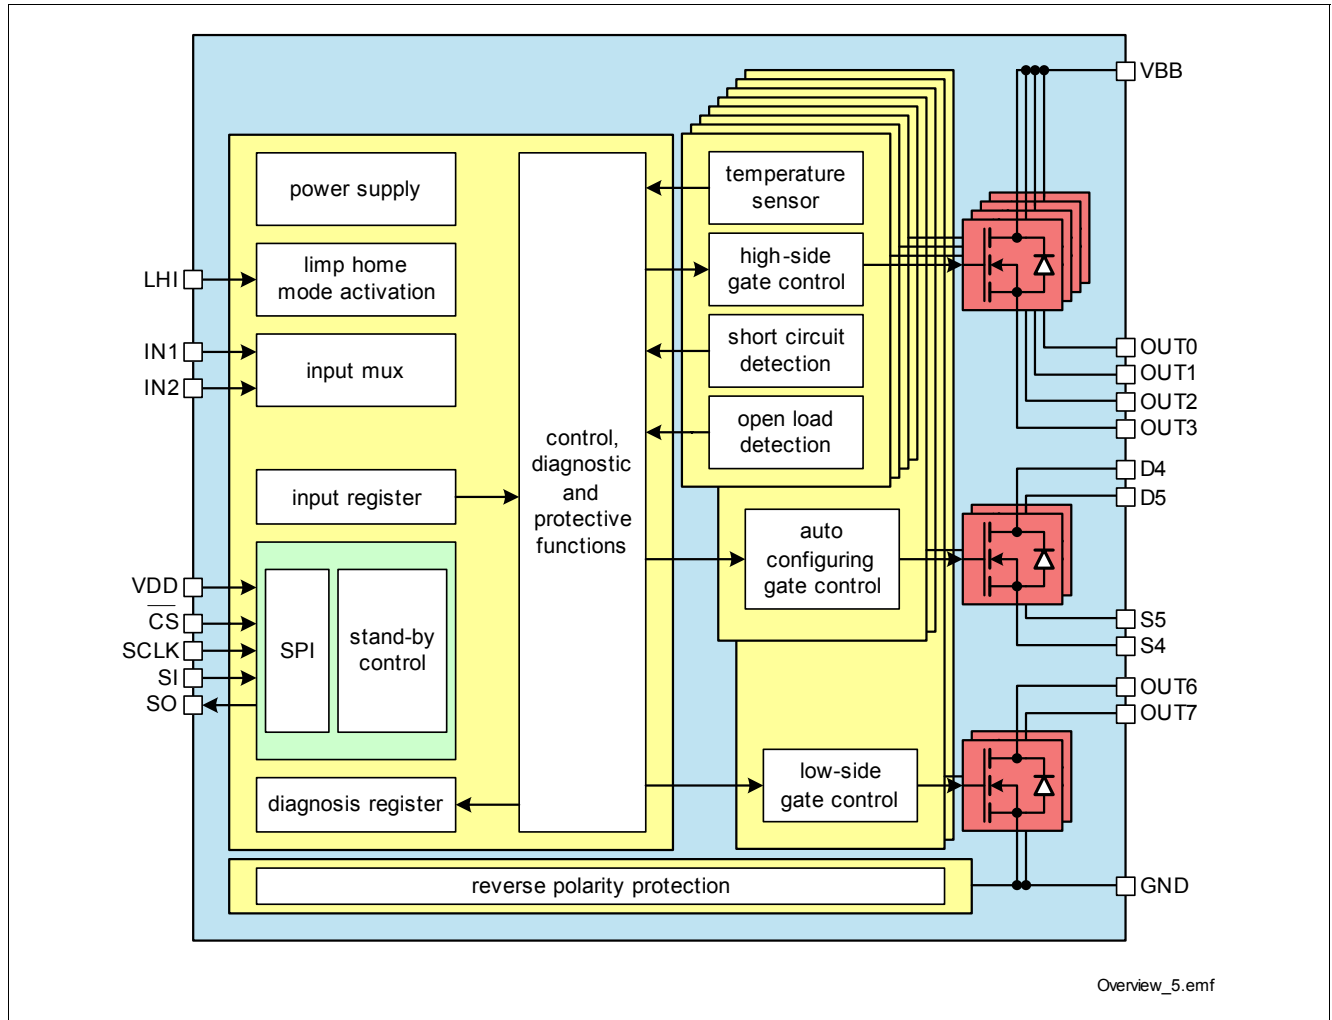 VBB
temperature
sensor
power supply
high-side
gate control
limp home
mode activation
LHI
short circuit
detection
IN1
IN2
input mux
OUT0
OUT1
OUT2
OUT3
open load
detection
control,
diagnostic
and
protective
functions
D4
D5
input register
auto
configuring
gate control
VDD
CS
SCLK
SI
SO
SPI
stand-by
control
S5
S4
OUT6
OUT7
low-side
gate control
diagnosis register
reverse polarity protection
GND
Overview_5.emf